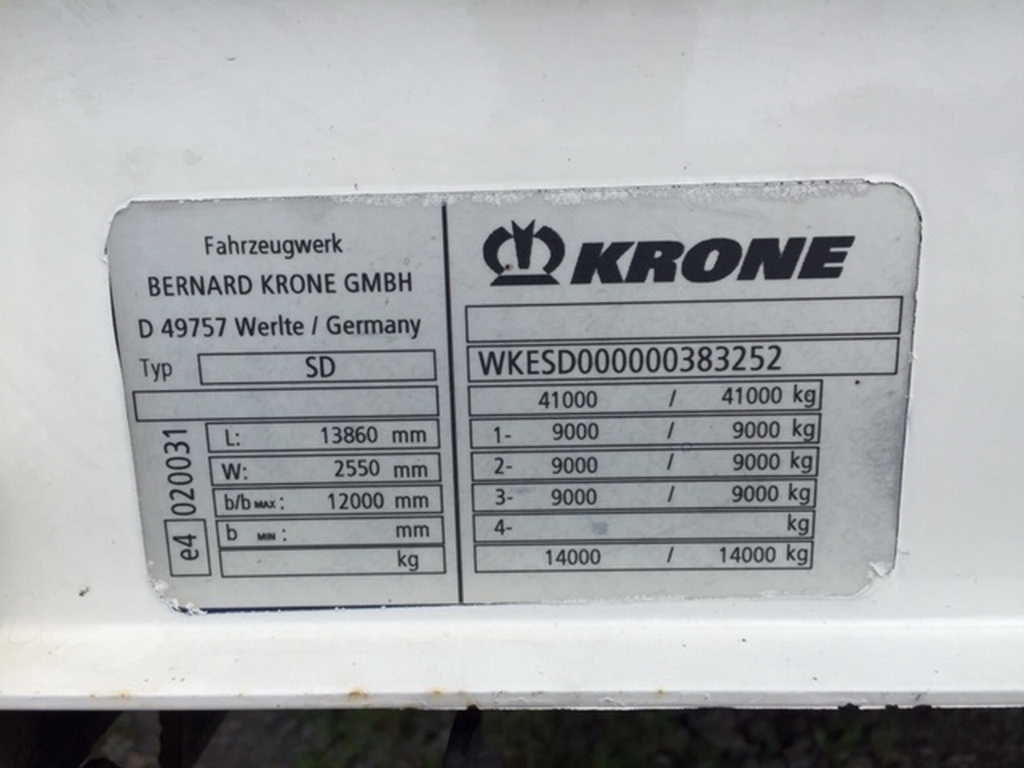 Fahrzeugwerk
BERNARD KRONE GMBH
D 49757 Werlte / Germany
Typ SD
L: 13860 mm
W: 2550 mm
b/b MAX : 12000 mm
b MIN : mm
kg
e4 020031
KRONE
WKESD000000383252
41000 / 41000 kg
1- 9000 / 9000 kg
2- 9000 / 9000 kg
3- 9000 / 9000 kg
4- kg
14000 / 14000 kg